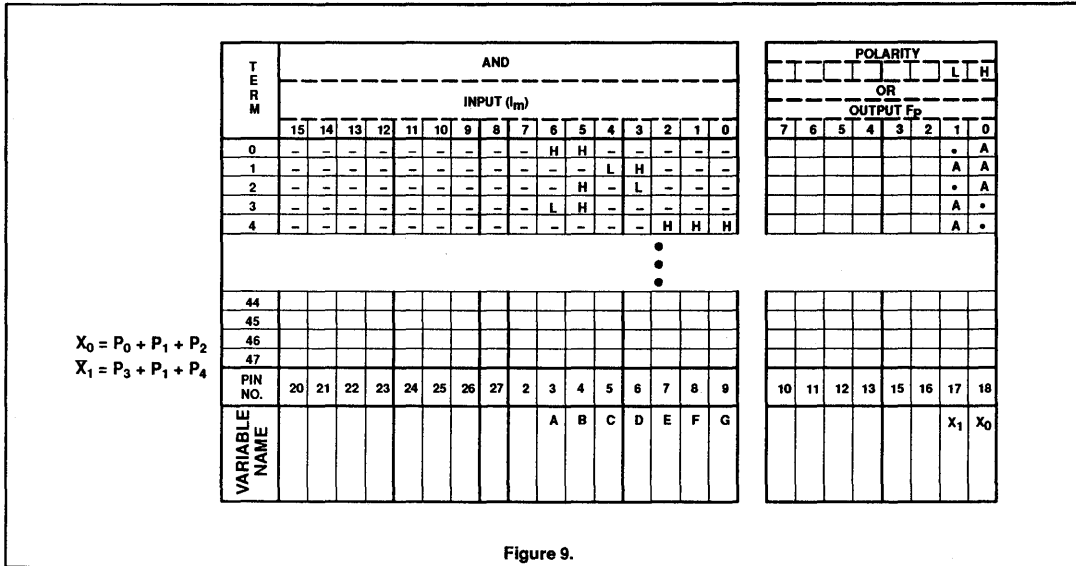 TERM
AND
INPUT (Im)
15 14 13 12 11 10 9 8 7 6 5 4 3 2 1 0
POLARITY
L H
OR
OUTPUT FP
7 6 5 4 3 2 1 0
0 – – – – – – – – – H H – – – – – • A
1 – – – – – – – – – – – L H – – – A A
2 – – – – – – – – – – H – L – – – • A
3 – – – – – – – – – L H – – – – – A •
4 – – – – – – – – – – – – – H H H A •
•
•
•
44
45
46
47
X0 = P0 + P1 + P2
X̅1 = P3 + P1 + P4
PIN NO. 20 21 22 23 24 25 26 27 2 3 4 5 6 7 8 9 10 11 12 13 15 16 17 18
VARIABLE NAME A B C D E F G X1 X0
Figure 9.